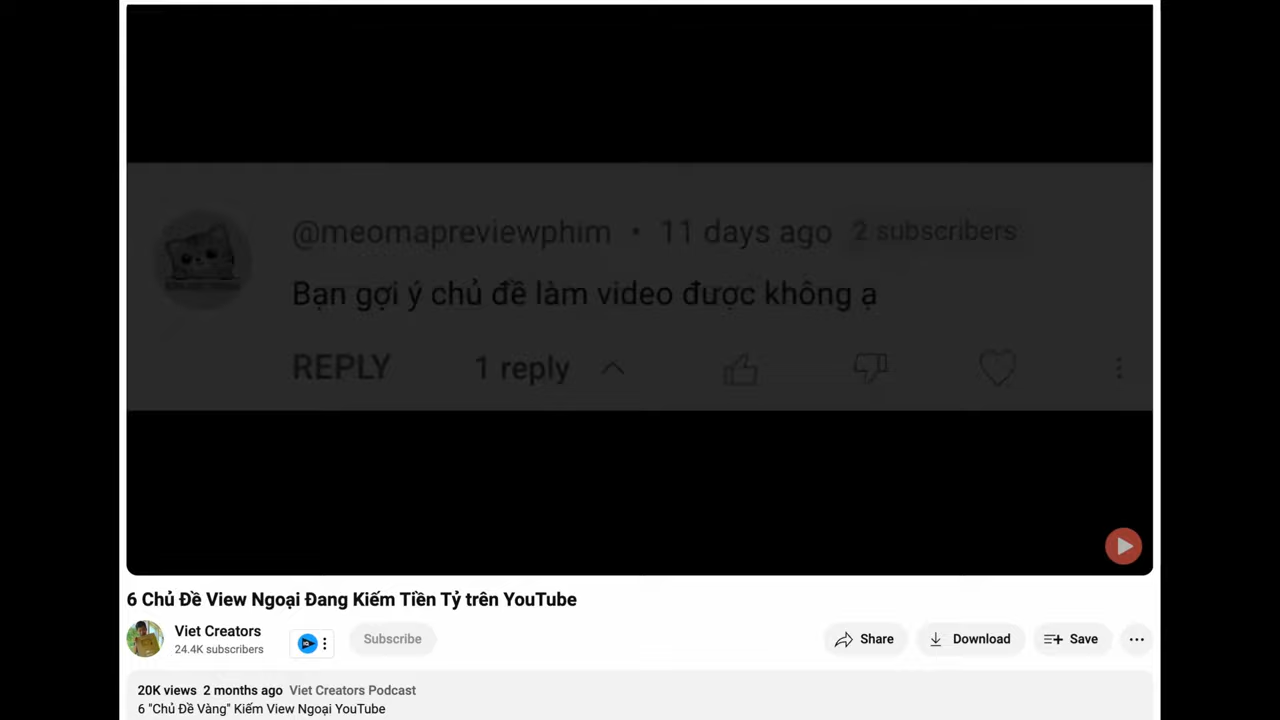 @meomapreviewphim • 11 days ago 2 subscribers
Bạn gợi ý chủ đề làm video được không ạ
REPLY 1 reply
6 Chủ Đề View Ngoại Đang Kiếm Tiền Tỷ trên YouTube
Viet Creators
24.4K subscribers
Subscribe
Share Download Save
20K views 2 months ago Viet Creators Podcast
6 "Chủ Đề Vàng" Kiếm View Ngoại YouTube